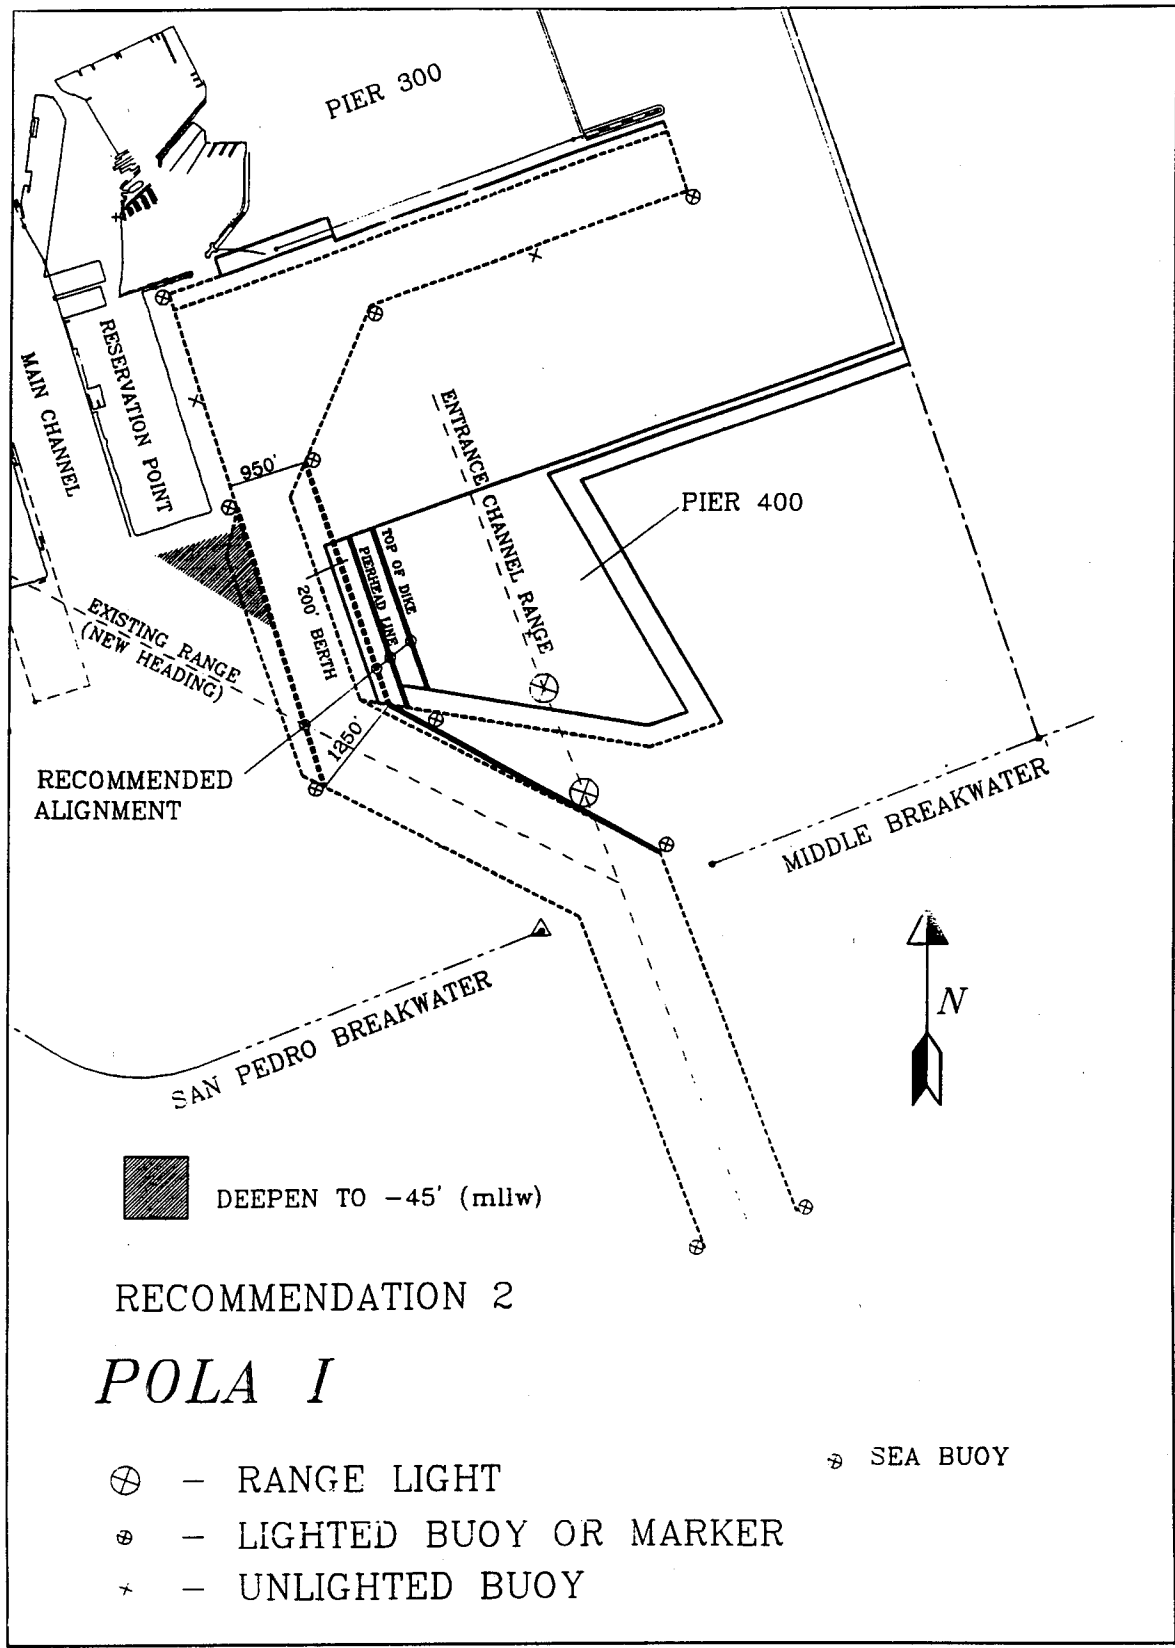 PIER 300
MAIN CHANNEL
RESERVATION POINT
950'
ENTRANCE CHANNEL RANGE
PIER 400
TOP OF DIKE
PIERHEAD LINE
200' BERTH
EXISTING RANGE
(NEW HEADING)
1250'
RECOMMENDED
ALIGNMENT
MIDDLE BREAKWATER
SAN PEDRO BREAKWATER
N
DEEPEN TO -45' (mllw)
RECOMMENDATION 2
POLA I
- RANGE LIGHT
SEA BUOY
- LIGHTED BUOY OR MARKER
- UNLIGHTED BUOY